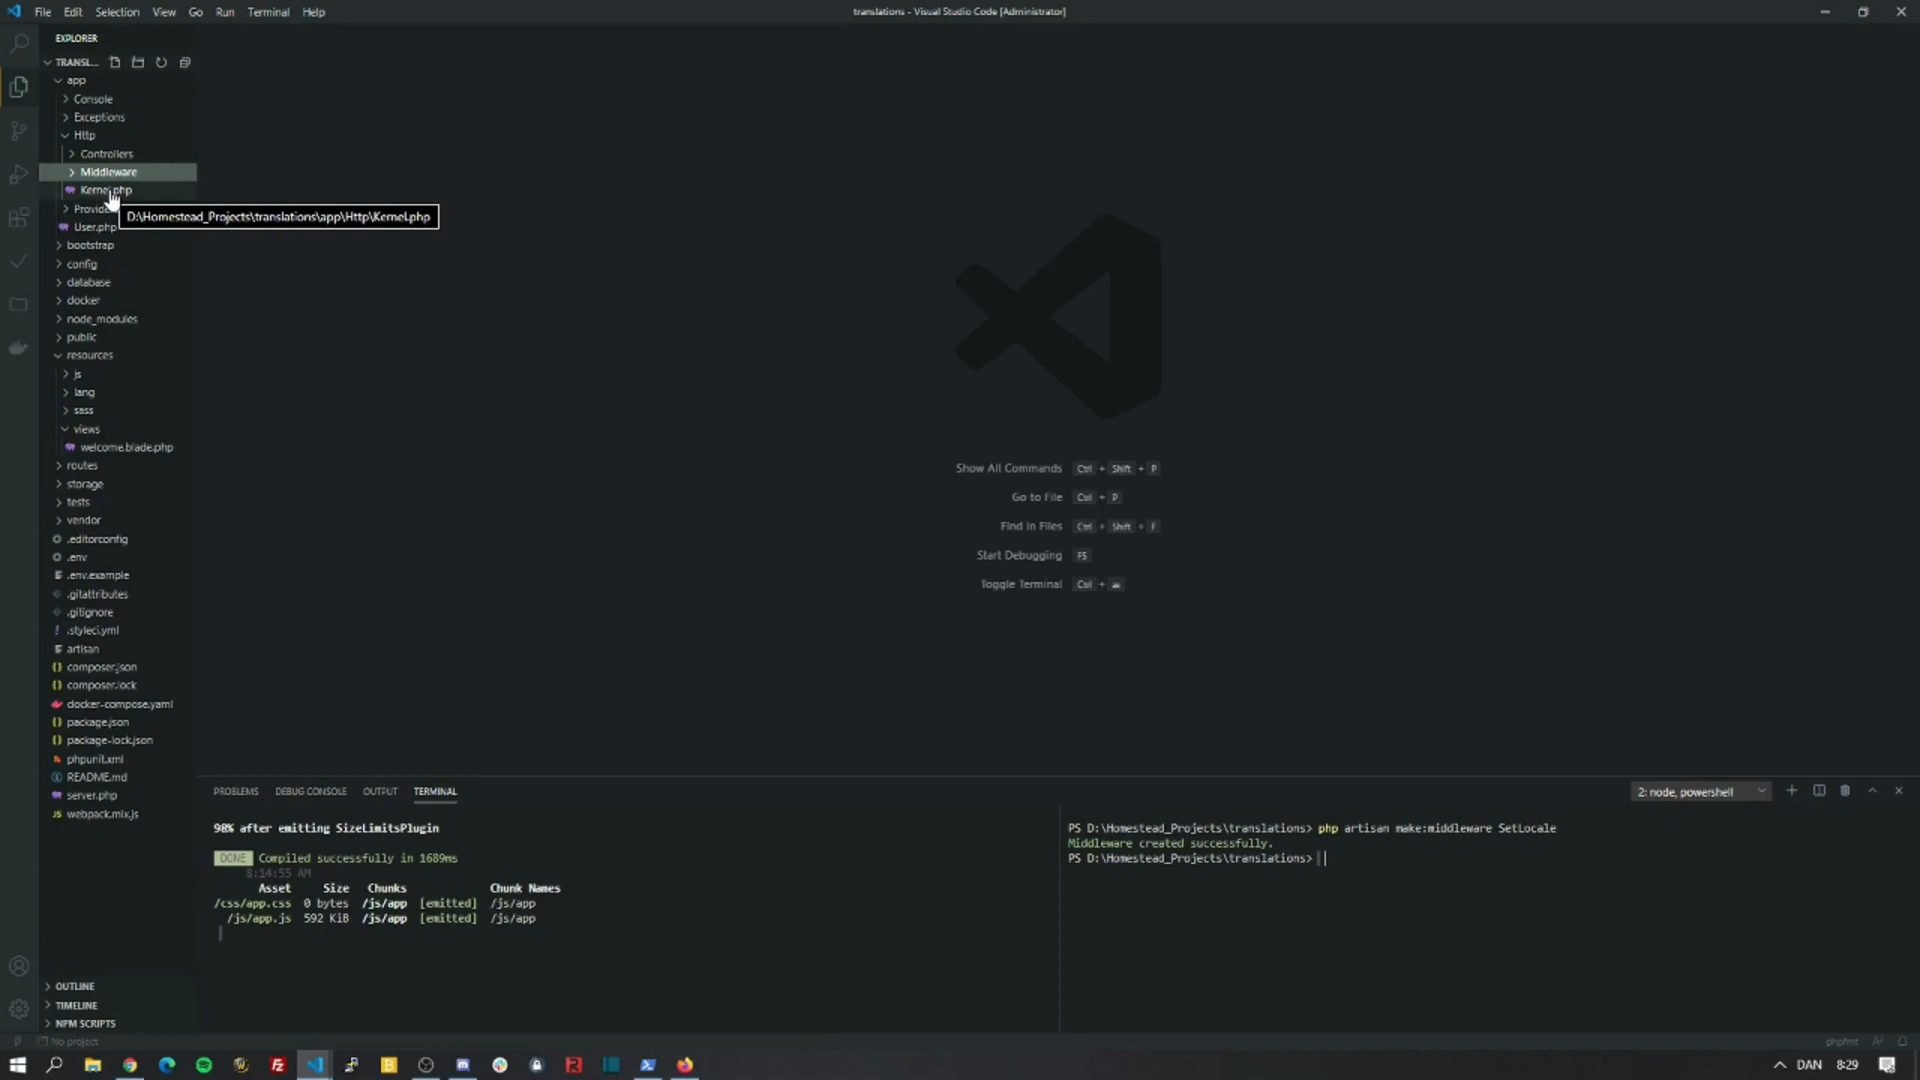 File Edit Selection View Go Run Terminal Help
translations - Visual Studio Code [Administrator]
EXPLORER
TRANSL...
app
Console
Exceptions
Http
Controllers
Middleware
Kernel.php
D:\Homestead_Projects\translations\app\Http\Kernel.php
User.php
bootstrap
config
database
docker
node_modules
public
resources
js
lang
sass
views
welcome.blade.php
routes
storage
tests
vendor
.editorconfig
.env
.env.example
.gitattributes
.gitignore
.styleci.yml
artisan
composer.json
composer.lock
docker-compose.yaml
package.json
package-lock.json
phpunit.xml
README.md
server.php
webpack.mix.js
OUTLINE
TIMELINE
NPM SCRIPTS
Show All Commands Ctrl + Shift + P
Go to File Ctrl + P
Find in Files Ctrl + Shift + F
Start Debugging F5
Toggle Terminal Ctrl + æ
PROBLEMS DEBUG CONSOLE OUTPUT TERMINAL
2: node, powershell
98% after emitting SizeLimitsPlugin
DONE Compiled successfully in 1689ms
8:14:55 AM
Asset Size Chunks Chunk Names
/css/app.css 0 bytes /js/app [emitted] /js/app
/js/app.js 592 KiB /js/app [emitted] /js/app
PS D:\Homestead_Projects\translations> php artisan make:middleware SetLocale
Middleware created successfully.
PS D:\Homestead_Projects\translations>
No project
phpfmt
DAN 8:29